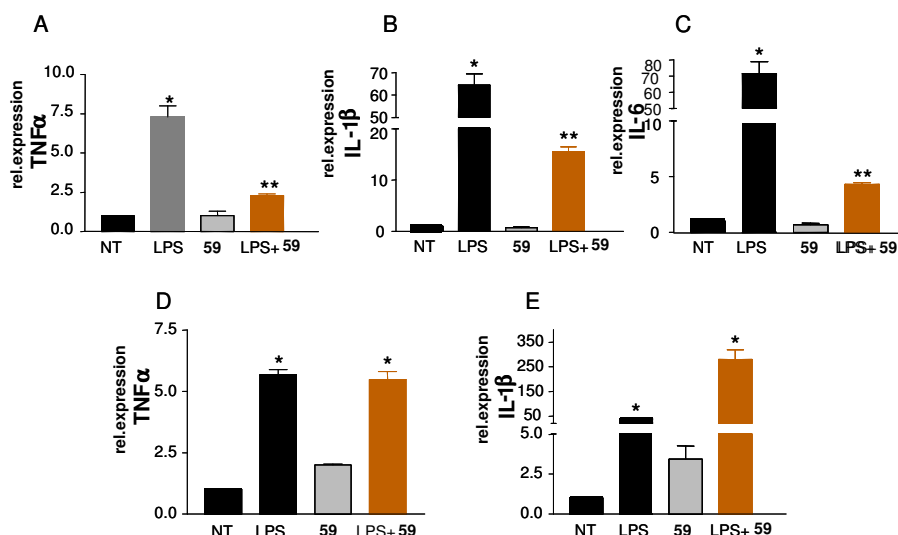 A
rel.expression
TNFα
10.0
7.5
5.0
2.5
0.0
*
**
NT LPS 59 LPS+ 59
B
rel.expression
IL-1β
70
60
50
20
10
0
*
**
NT LPS 59 LPS+ 59
C
rel.expression
IL-6
80
70
60
50
10
5
0
*
**
NT LPS 59 LPS+ 59
D
rel.expression
TNFα
7.5
5.0
2.5
0.0
*
*
NT LPS 59 LPS+ 59
E
rel.expression
IL-1β
350
250
150
50
5.0
2.5
0.0
*
*
NT LPS 59 LPS+ 59